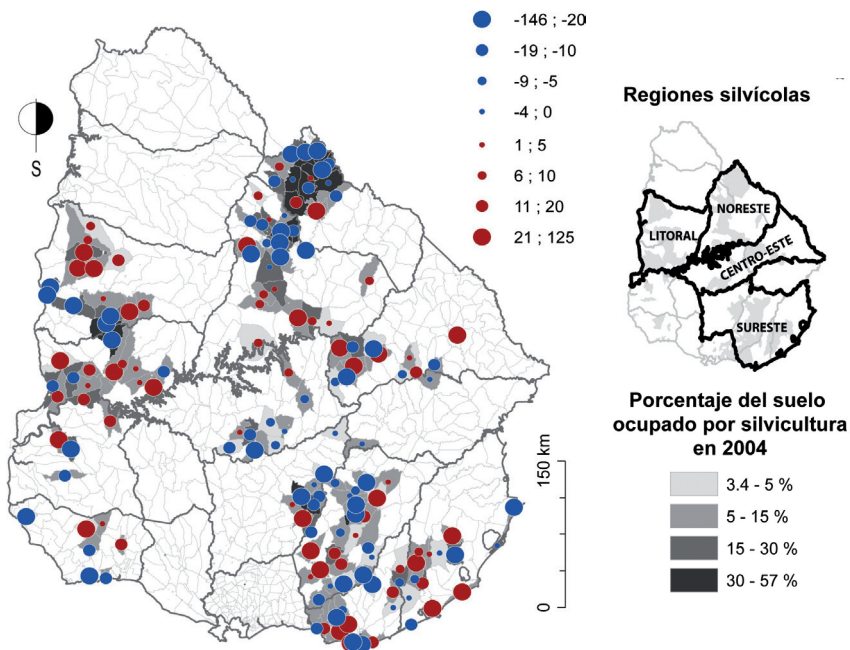 -146 ; -20
-19 ; -10
-9 ; -5
-4 ; 0
1 ; 5
6 ; 10
11 ; 20
21 ; 125
S
Regiones silvícolas
NORESTE
LITORAL
CENTRO-ESTE
SURESTE
Porcentaje del suelo
ocupado por silvicultura
en 2004
3.4 - 5 %
5 - 15 %
15 - 30 %
30 - 57 %
150 km
0